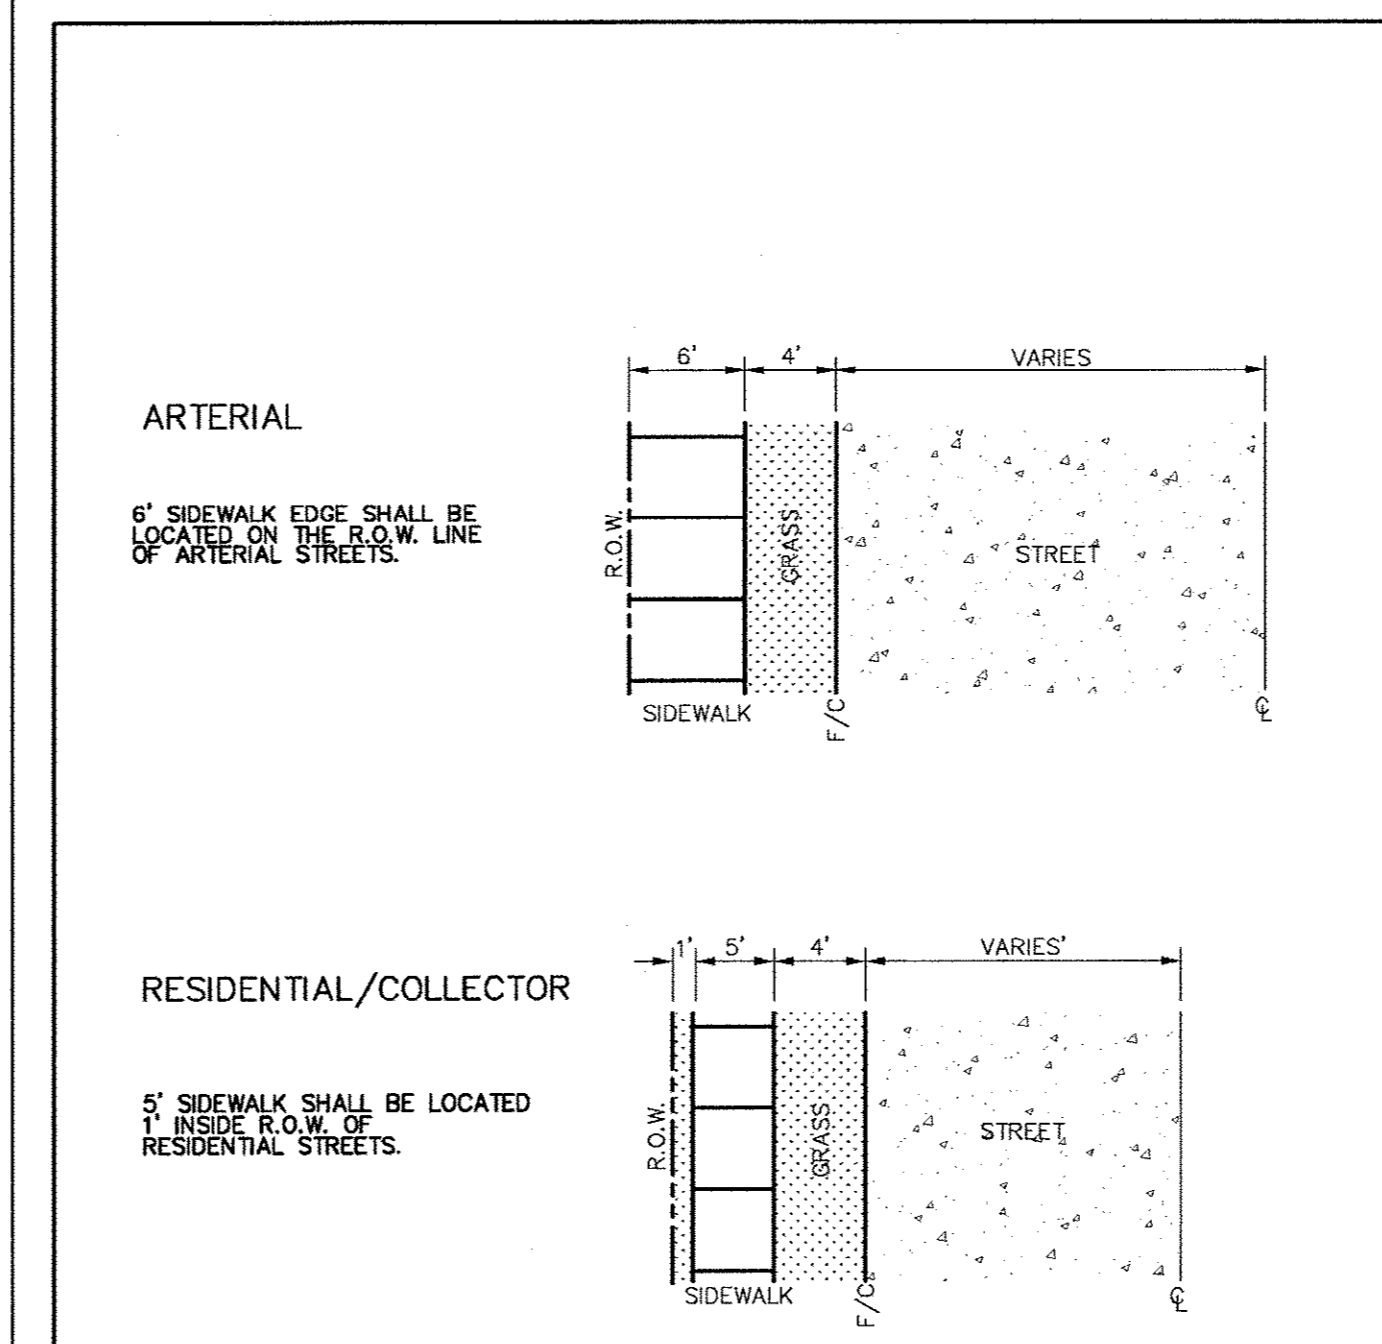 6' 4' VARIES
ARTERIAL
6' SIDEWALK EDGE SHALL BE
LOCATED ON THE R.O.W. LINE
OF ARTERIAL STREETS.
R.O.W.
GRASS
STREET
SIDEWALK
F/C
℄
1' 5' 4' VARIES'
RESIDENTIAL/COLLECTOR
5' SIDEWALK SHALL BE LOCATED
1' INSIDE R.O.W. OF
RESIDENTIAL STREETS.
R.O.W.
GRASS
STREET
SIDEWALK
F/C
℄